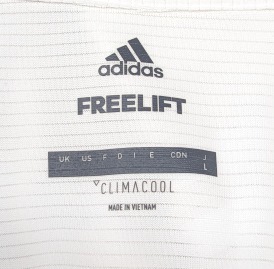 adidas
FREELIFT
UK US F D I E CDN J
L
CLIMACOOL
MADE IN VIETNAM